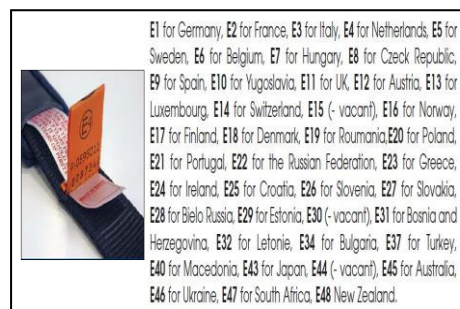 E1 for Germany, E2 for France, E3 for Italy, E4 for Netherlands, E5 for
Sweden, E6 for Belgium, E7 for Hungary, E8 for Czeck Republic,
E9 for Spain, E10 for Yugoslavia, E11 for UK, E12 for Austria, E13 for
Luxembourg, E14 for Switzerland, E15 (- vacant), E16 for Norway,
E17 for Finland, E18 for Denmark, E19 for Roumania,E20 for Poland,
E21 for Portugal, E22 for the Russian Federation, E23 for Greece,
E24 for Ireland, E25 for Croatia, E26 for Slovenia, E27 for Slovakia,
E28 for Bielo Russia, E29 for Estonia, E30 (- vacant), E31 for Bosnia and
Herzegovina, E32 for Letonie, E34 for Bulgaria, E37 for Turkey,
E40 for Macedonia, E43 for Japan, E44 (- vacant), E45 for Australia,
E46 for Ukraine, E47 for South Africa, E48 New Zealand.